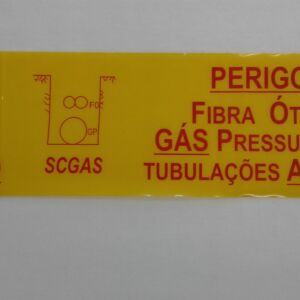 FO
GP
SCGAS
PERIGO
FIBRA ÓT
GÁS PRESSU
TUBULAÇÕES A